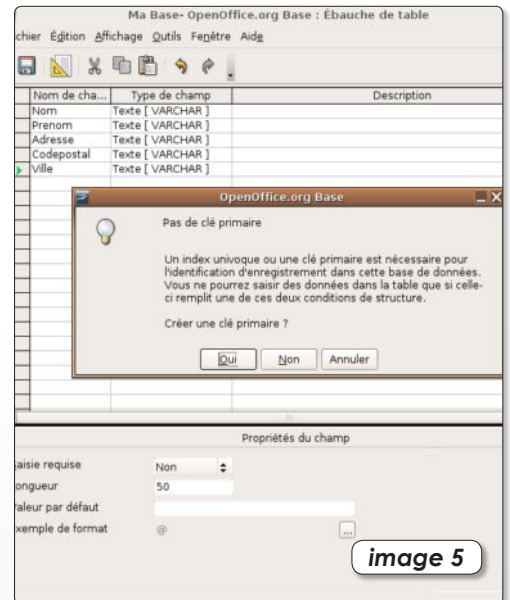 Ma Base- OpenOffice.org Base : Ébauche de table
chier Édition Affichage Outils Fenêtre Aide
Nom de cha... Type de champ Description
Nom Texte [ VARCHAR ]
Prenom Texte [ VARCHAR ]
Adresse Texte [ VARCHAR ]
Codepostal Texte [ VARCHAR ]
Ville Texte [ VARCHAR ]
OpenOffice.org Base
Pas de clé primaire
Un index univoque ou une clé primaire est nécessaire pour
l'identification d'enregistrement dans cette base de données.
Vous ne pourrez saisir des données dans la table que si celle-
ci remplit une de ces deux conditions de structure.
Créer une clé primaire ?
Oui Non Annuler
Propriétés du champ
aisie requise Non
ongueur 50
aleur par défaut
xemple de format @ ...
image 5